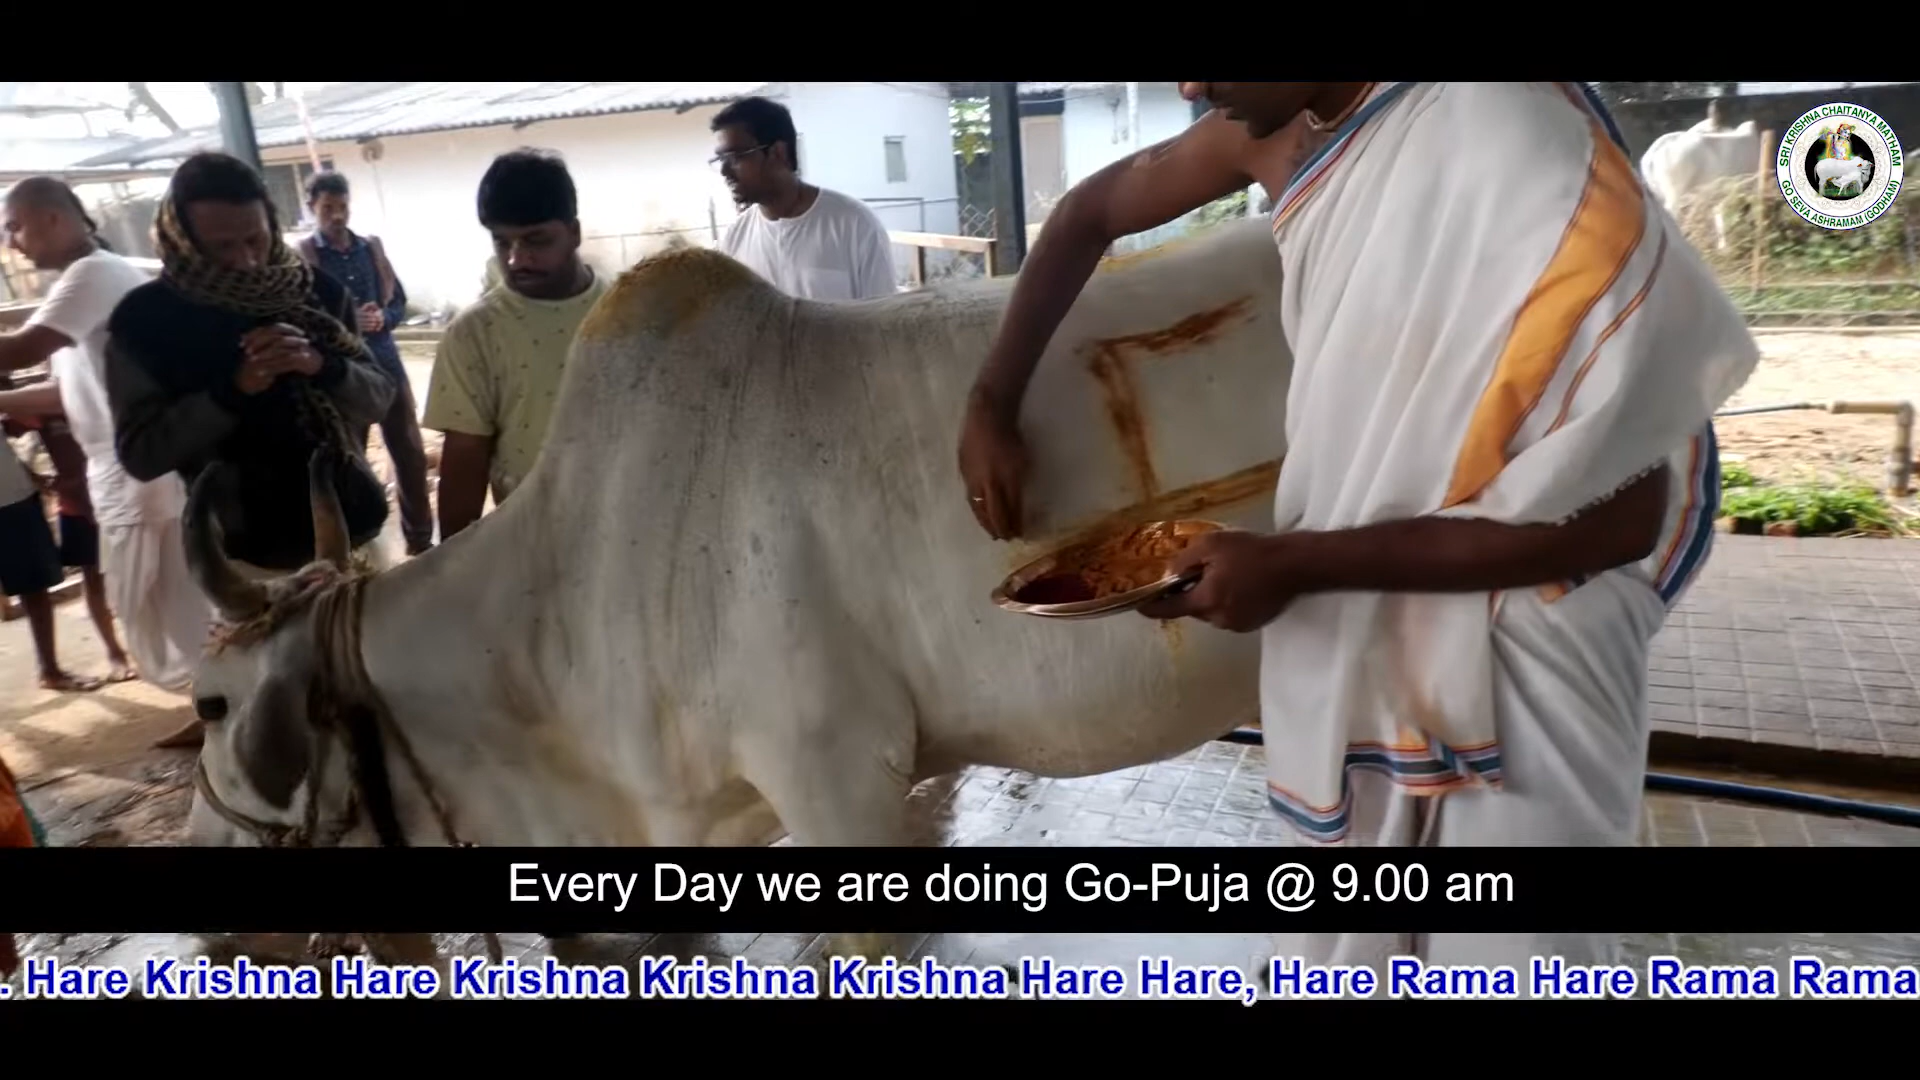 SRI KRISHNA CHAITANYA MATHAM
GO SEVA ASHRAMAM (GODHAM)
Every Day we are doing Go-Puja @ 9.00 am
. Hare Krishna Hare Krishna Krishna Krishna Hare Hare, Hare Rama Hare Rama Rama